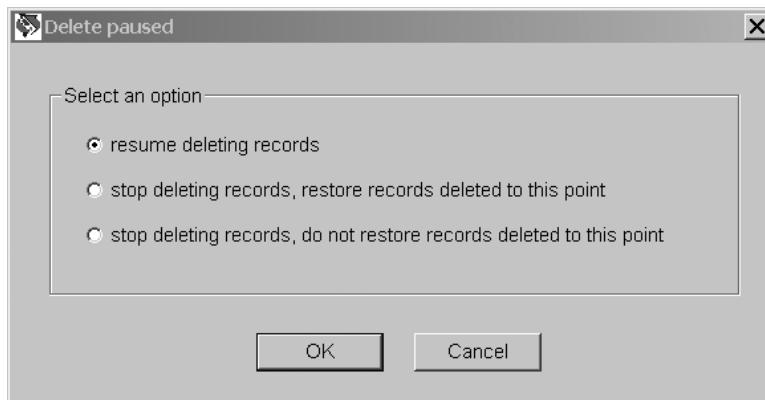 Delete paused
Select an option
resume deleting records
stop deleting records, restore records deleted to this point
stop deleting records, do not restore records deleted to this point
OK
Cancel